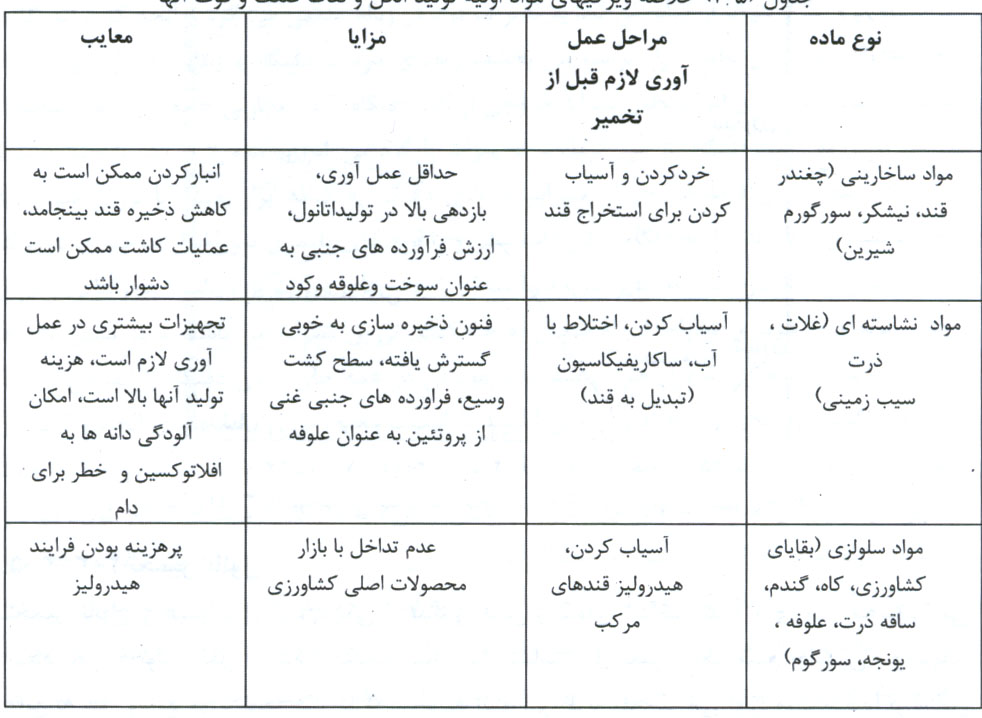 نوع ماده
مراحل عمل
آوری لازم قبل از
تخمیر
مزایا
معایب
مواد ساخارینی (چغندر
قند، نیشکر، سورگورم
شیرین)
خردکردن و آسیاب
کردن برای استخراج قند
حداقل عمل آوری،
بازدهی بالا در تولیداتانول،
ارزش فرآورده های جنبی به
عنوان سوخت وعلوقه وکود
انبارکردن ممکن است به
کاهش ذخیره قند بینجامد،
عملیات کاشت ممکن است
دشوار باشد
مواد نشاسته ای (غلات ،
ذرت
سیب زمینی)
آسیاب کردن، اختلاط با
آب، ساکاریفیکاسیون
(تبدیل به قند)
فنون ذخیره سازی به خوبی
گسترش یافته، سطح کشت
وسیع، فراورده های جنبی غنی
از پروتئین به عنوان علوفه
تجهیزات بیشتری در عمل
آوری لازم است، هزینه
تولید آنها بالا است، امکان
آلودگی دانه ها به
افلاتوکسین و خطر برای
دام
مواد سلولزی (بقایای
کشاورزی، کاه، گندم،
ساقه ذرت، علوفه ،
یونجه، سورگوم)
آسیاب کردن،
هیدرولیز قندهای
مرکب
عدم تداخل با بازار
محصولات اصلی کشاورزی
پرهزینه بودن فرایند
هیدرولیز